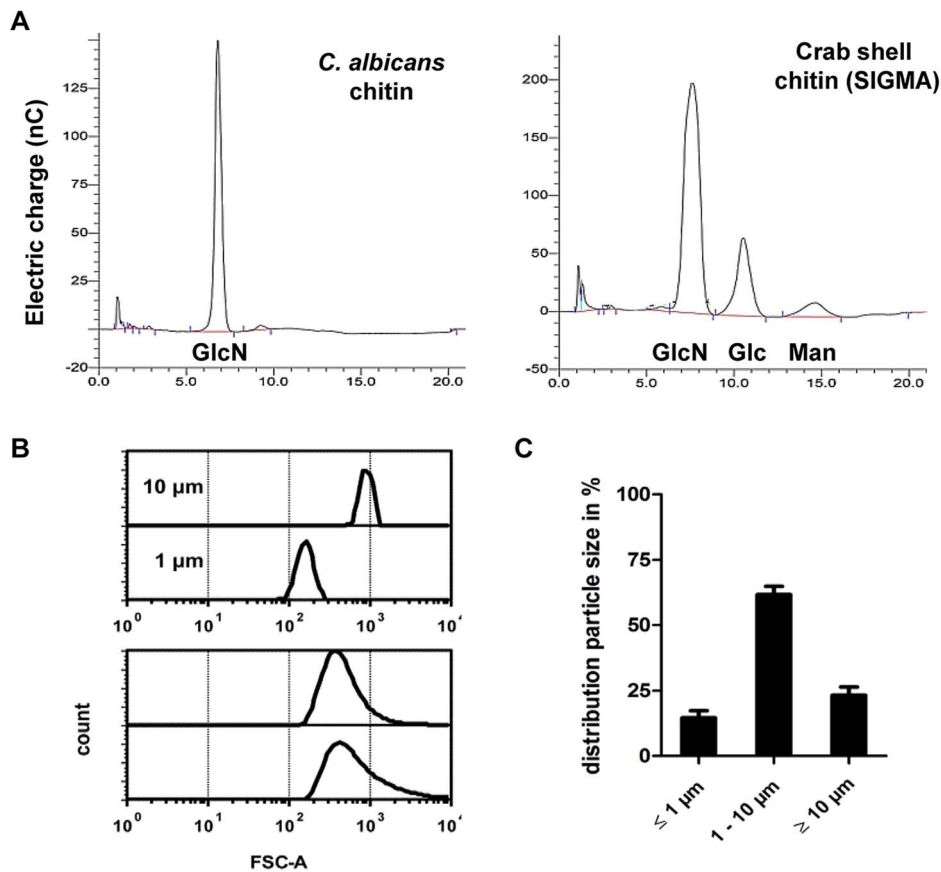 A
C. albicans
chitin
Electric charge (nC)
125
100
75
50
25
-20
GlcN
0.0 5.0 10.0 15.0 20.0
Crab shell
chitin (SIGMA)
200
150
100
50
0
-50
GlcN Glc Man
0.0 5.0 10.0 15.0 20.0
B
10 μm
1 μm
10⁰ 10¹ 10² 10³
count
10⁰ 10¹ 10² 10³
FSC-A
C
distribution particle size in %
100
75
50
25
0
≤ 1 μm
1 - 10 μm
≥ 10 μm